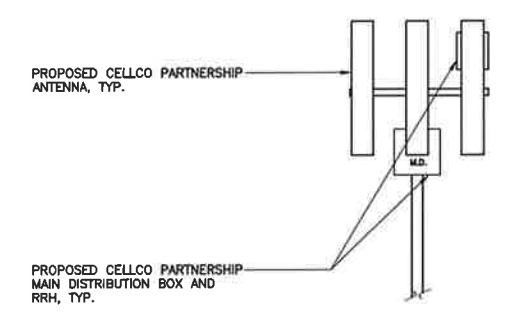 PROPOSED CELLCO PARTNERSHIP
ANTENNA, TYP.
M.D.
PROPOSED CELLCO PARTNERSHIP
MAIN DISTRIBUTION BOX AND
RRH, TYP.